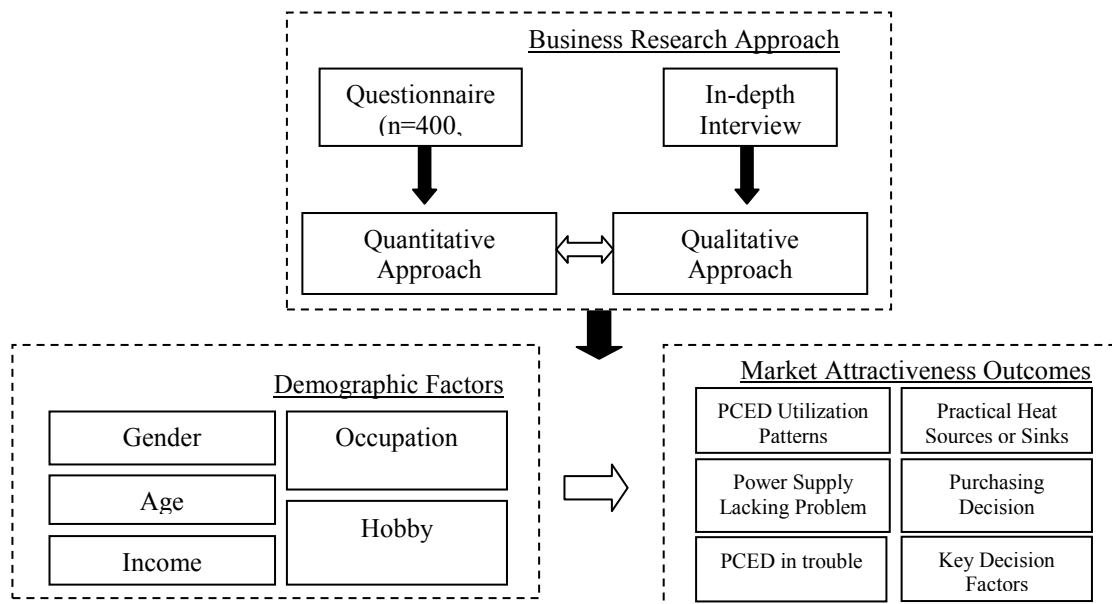 Business Research Approach
Questionnaire
(n=400,
In-depth
Interview
Quantitative
Approach
Qualitative
Approach
Demographic Factors
Gender
Age
Income
Occupation
Hobby
Market Attractiveness Outcomes
PCED Utilization
Patterns
Practical Heat
Sources or Sinks
Power Supply
Lacking Problem
Purchasing
Decision
PCED in trouble
Key Decision
Factors